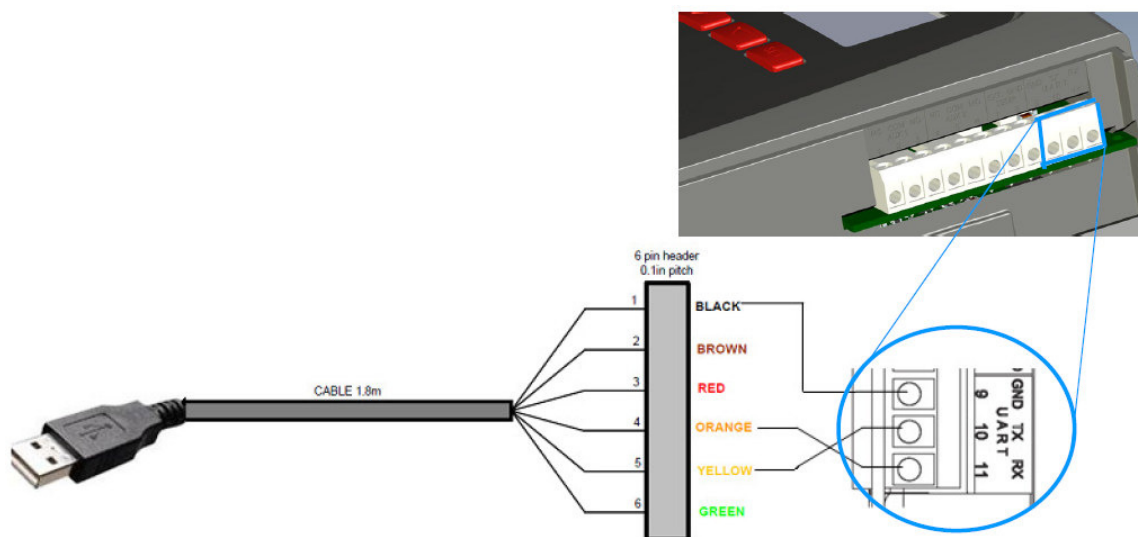 6 pin header
0.1in pitch
1
BLACK
2
BROWN
CABLE 1.8m
3
RED
4
ORANGE
5
YELLOW
6
GREEN
GND TX RX
UART
9 10 11